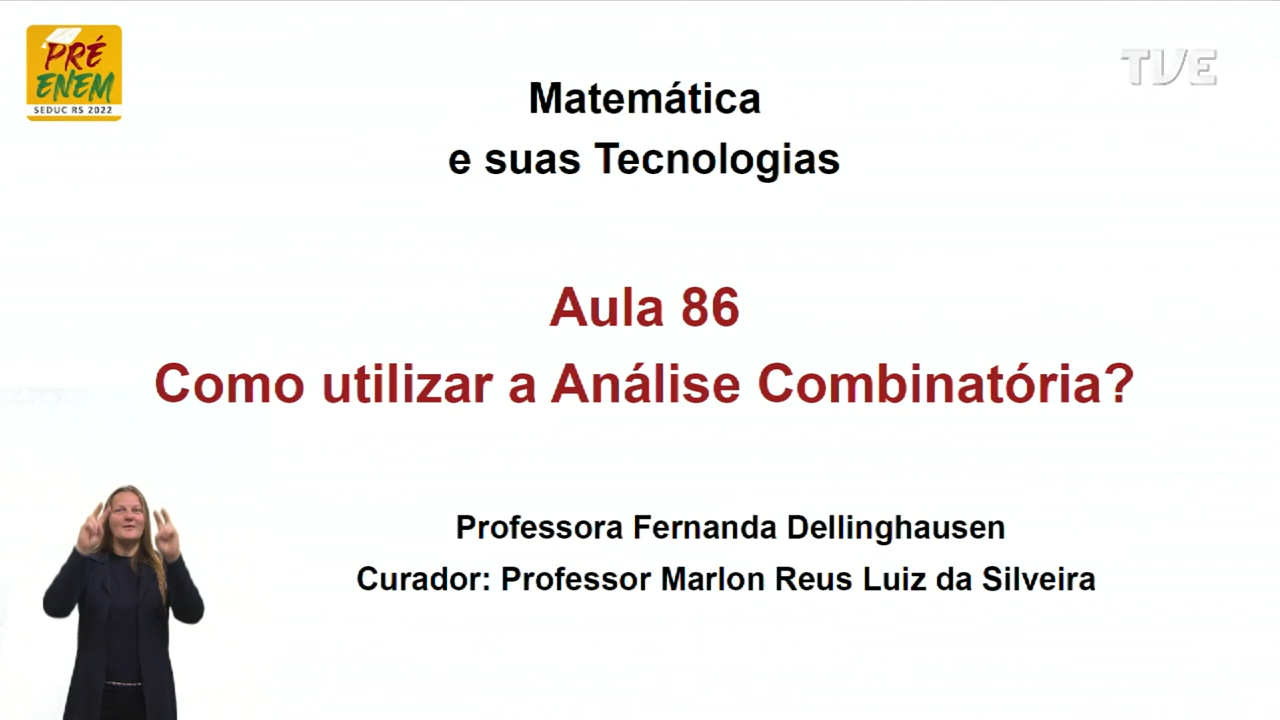 PRÉ
ENEM
SEDUC RS 2022
TVE
Matemática
e suas Tecnologias
Aula 86
Como utilizar a Análise Combinatória?
Professora Fernanda Dellinghausen
Curador: Professor Marlon Reus Luiz da Silveira